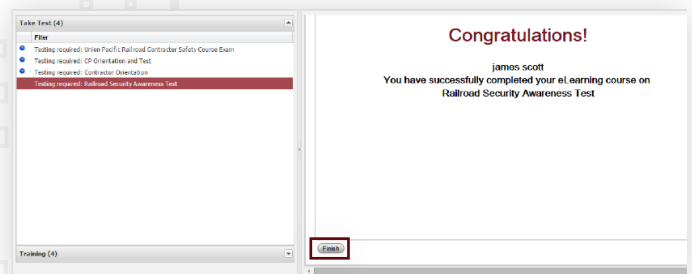 Take Test (4)
Filter
Testing required: Union Pacific Railroad Contractor Safety Course Exam
Testing required: CP Orientation and Test
Testing required: Contractor Orientation
Testing required: Railroad Security Awareness Test
Training (4)
Congratulations!
james scott
You have successfully completed your eLearning course on
Railroad Security Awareness Test
Finish